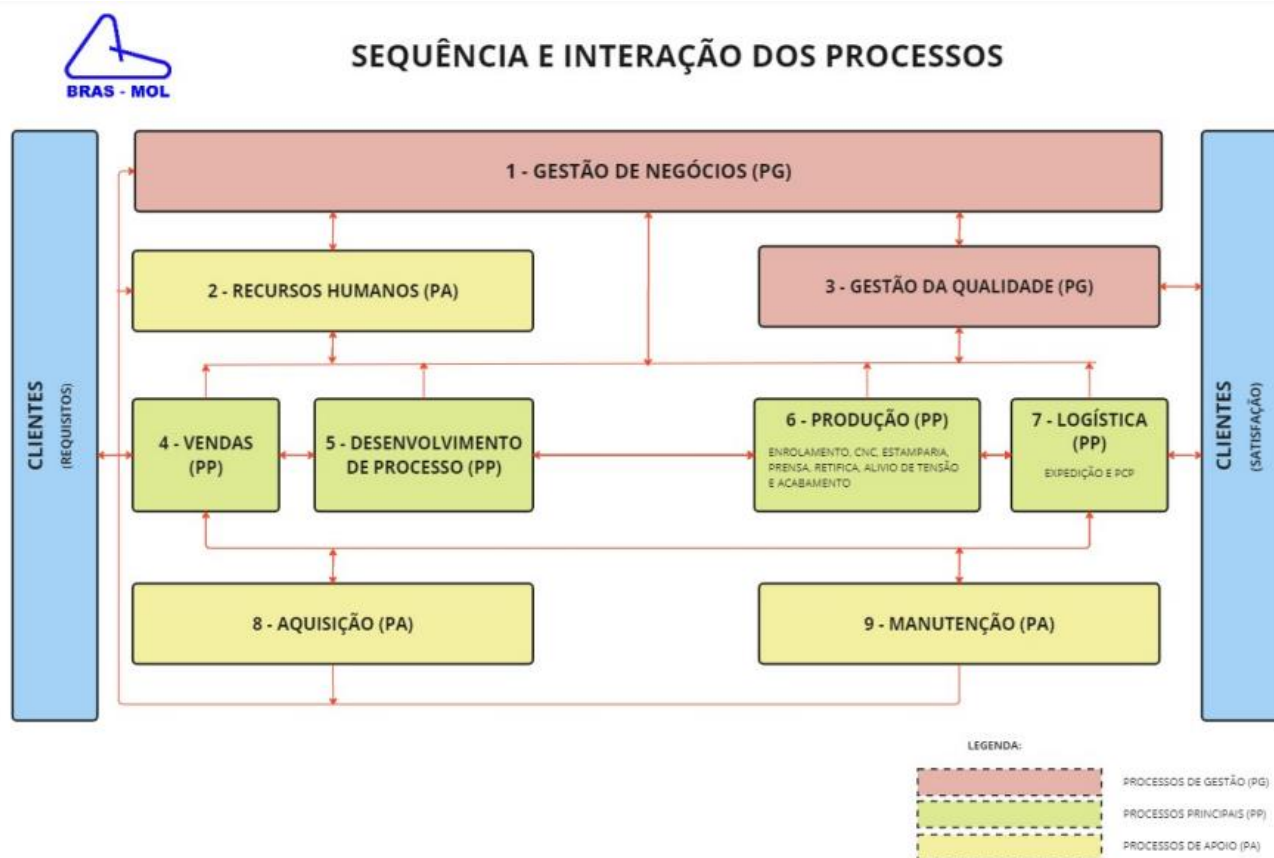 BRAS - MOL
SEQUÊNCIA E INTERAÇÃO DOS PROCESSOS
CLIENTES
(REQUISITOS)
1 - GESTÃO DE NEGÓCIOS (PG)
2 - RECURSOS HUMANOS (PA)
3 - GESTÃO DA QUALIDADE (PG)
4 - VENDAS
(PP)
5 - DESENVOLVIMENTO
DE PROCESSO (PP)
6 - PRODUÇÃO (PP)
ENROLAMENTO, CNC, ESTAMPARIA,
PRENSA, RETIFICA, ALIVIO DE TENSÃO
E ACABAMENTO
7 - LOGÍSTICA
(PP)
EXPEDIÇÃO E PCP
8 - AQUISIÇÃO (PA)
9 - MANUTENÇÃO (PA)
CLIENTES
(SATISFAÇÃO)
LEGENDA:
PROCESSOS DE GESTÃO (PG)
PROCESSOS PRINCIPAIS (PP)
PROCESSOS DE APOIO (PA)